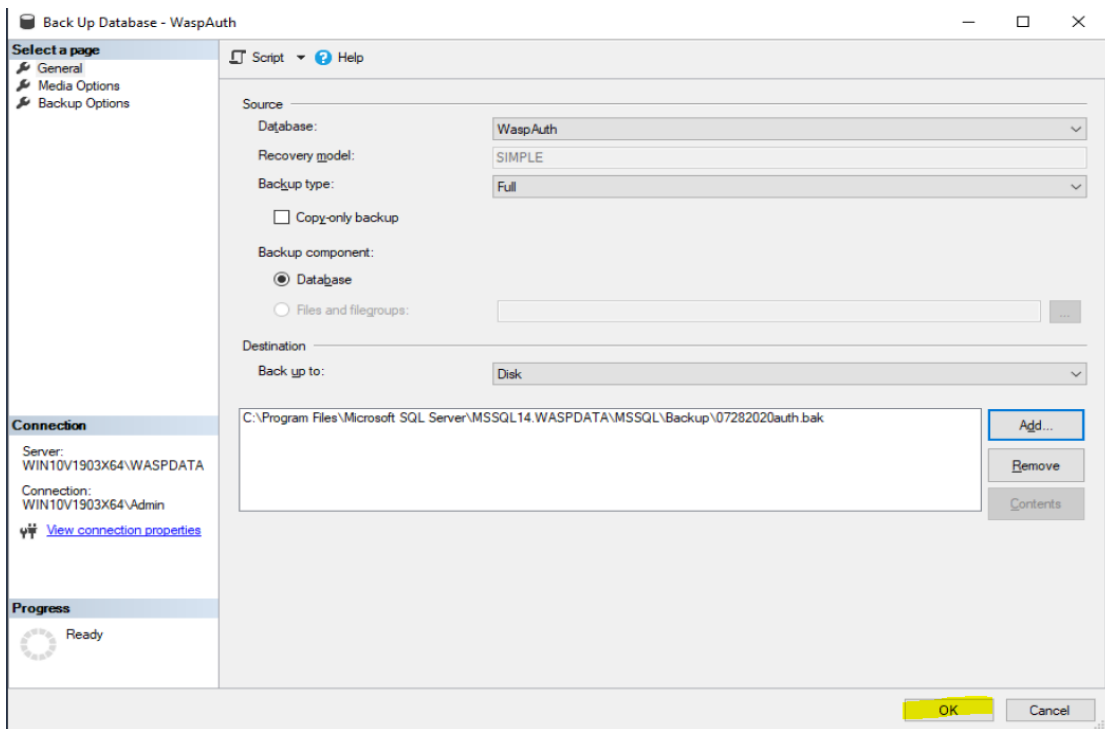 Back Up Database - WaspAuth
Select a page
General
Media Options
Backup Options
Script
Help
Source
Database:
WaspAuth
Recovery model:
SIMPLE
Backup type:
Full
Copy-only backup
Backup component:
Database
Files and filegroups:
...
Destination
Back up to:
Disk
C:\Program Files\Microsoft SQL Server\MSSQL14.WASPDATA\MSSQL\Backup\07282020auth.bak
Add...
Remove
Contents
Connection
Server:
WIN10V1903X64\WASPDATA
Connection:
WIN10V1903X64\Admin
View connection properties
Progress
Ready
OK
Cancel